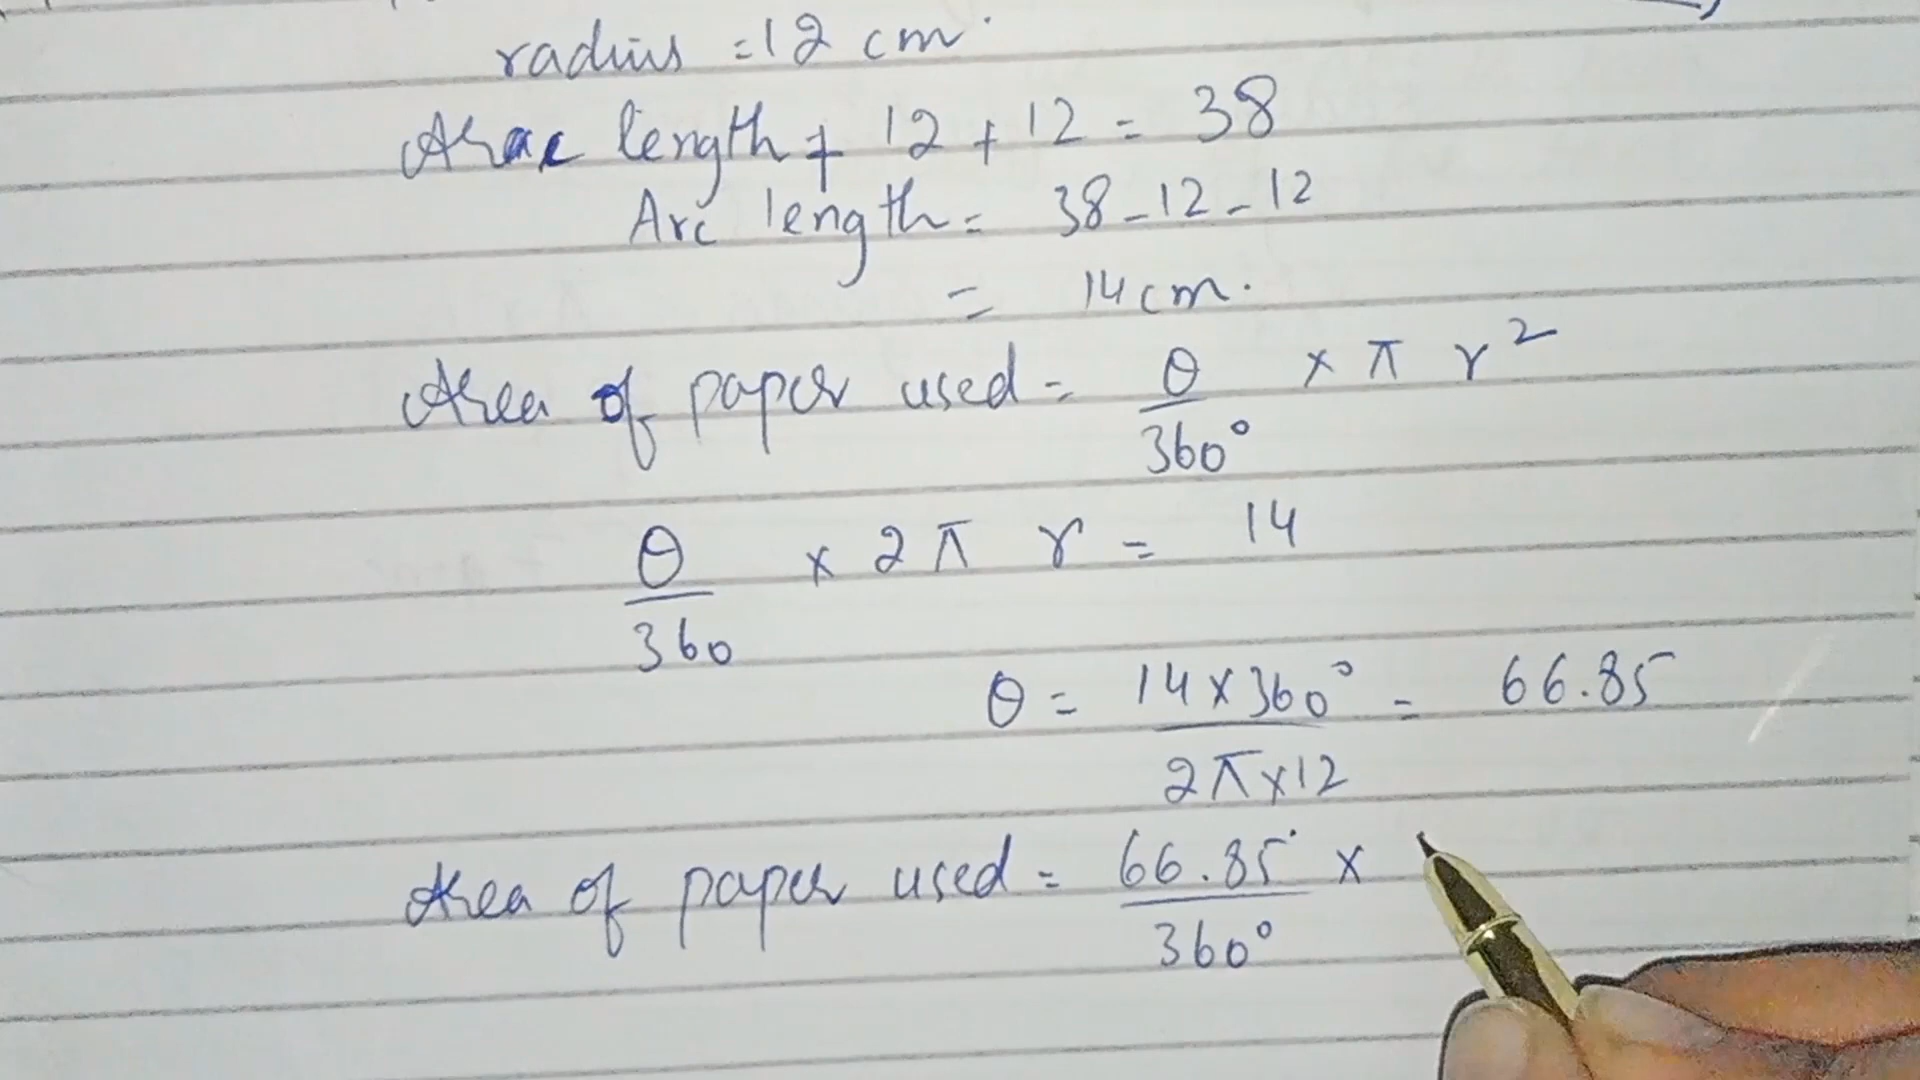 radius = 12 cm.
Arc length + 12 + 12 = 38
Arc length = 38 - 12 - 12
= 14 cm.
Area of paper used = θ/360° × π r²
θ/360 × 2 π r = 14
θ = 14 × 360°/2π × 12 = 66.85
Area of paper used = 66.85°/360° ×